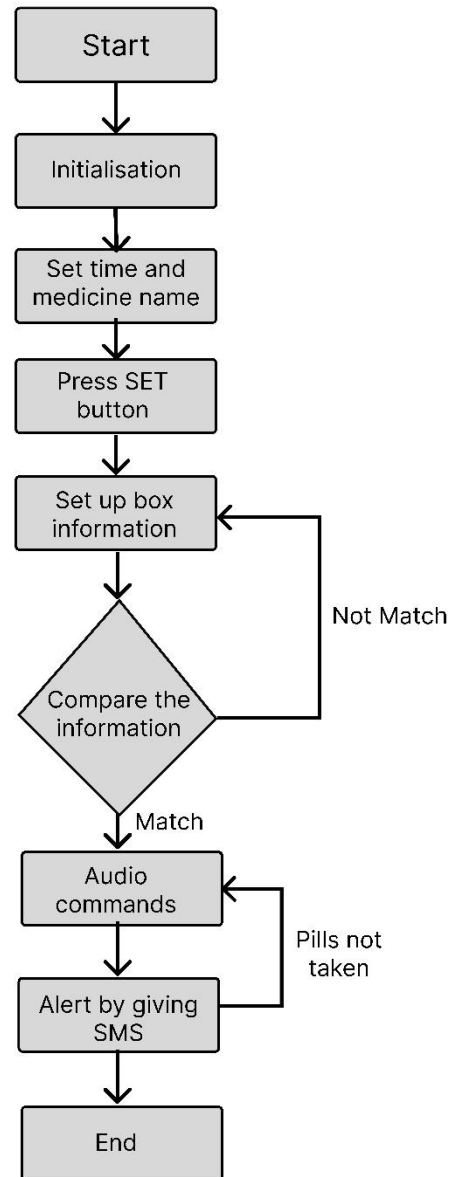 Start
Initialisation
Set time and
medicine name
Press SET
button
Set up box
information
Not Match
Compare the
information
Match
Audio
commands
Pills not
taken
Alert by giving
SMS
End